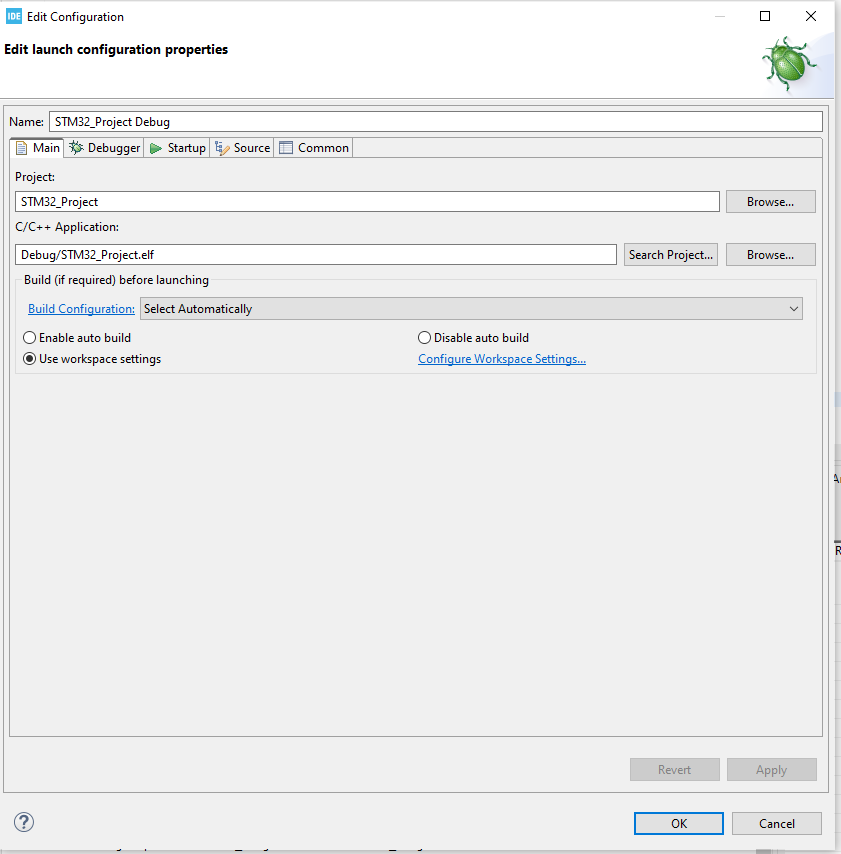 IDE Edit Configuration
Edit launch configuration properties
Name: STM32_Project Debug
Main Debugger Startup Source Common
Project:
STM32_Project Browse...
C/C++ Application:
Debug/STM32_Project.elf Search Project... Browse...
Build (if required) before launching
Build Configuration: Select Automatically
Enable auto build Disable auto build
Use workspace settings Configure Workspace Settings...
Revert Apply
? OK Cancel